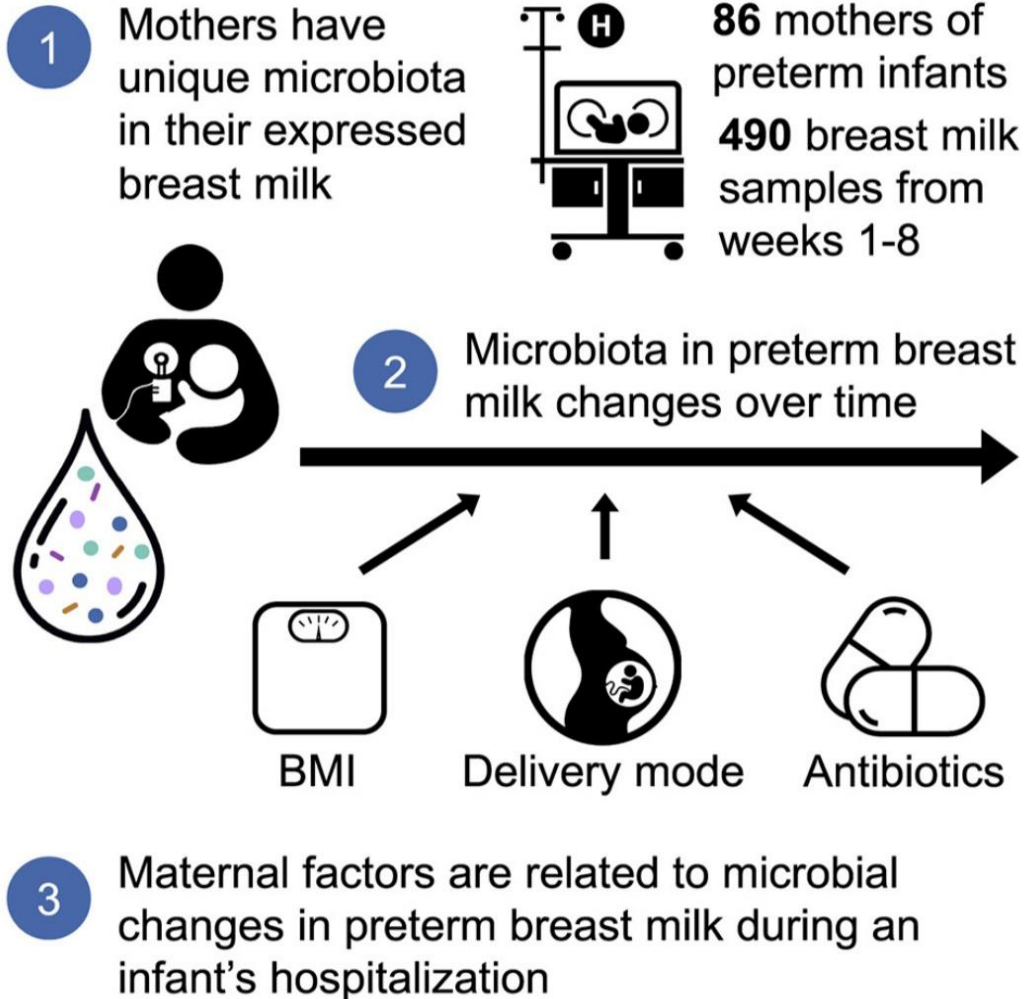 1
Mothers have
unique microbiota
in their expressed
breast milk
H
86 mothers of
preterm infants
490 breast milk
samples from
weeks 1-8
2
Microbiota in preterm breast
milk changes over time
BMI
Delivery mode
Antibiotics
3
Maternal factors are related to microbial
changes in preterm breast milk during an
infant's hospitalization